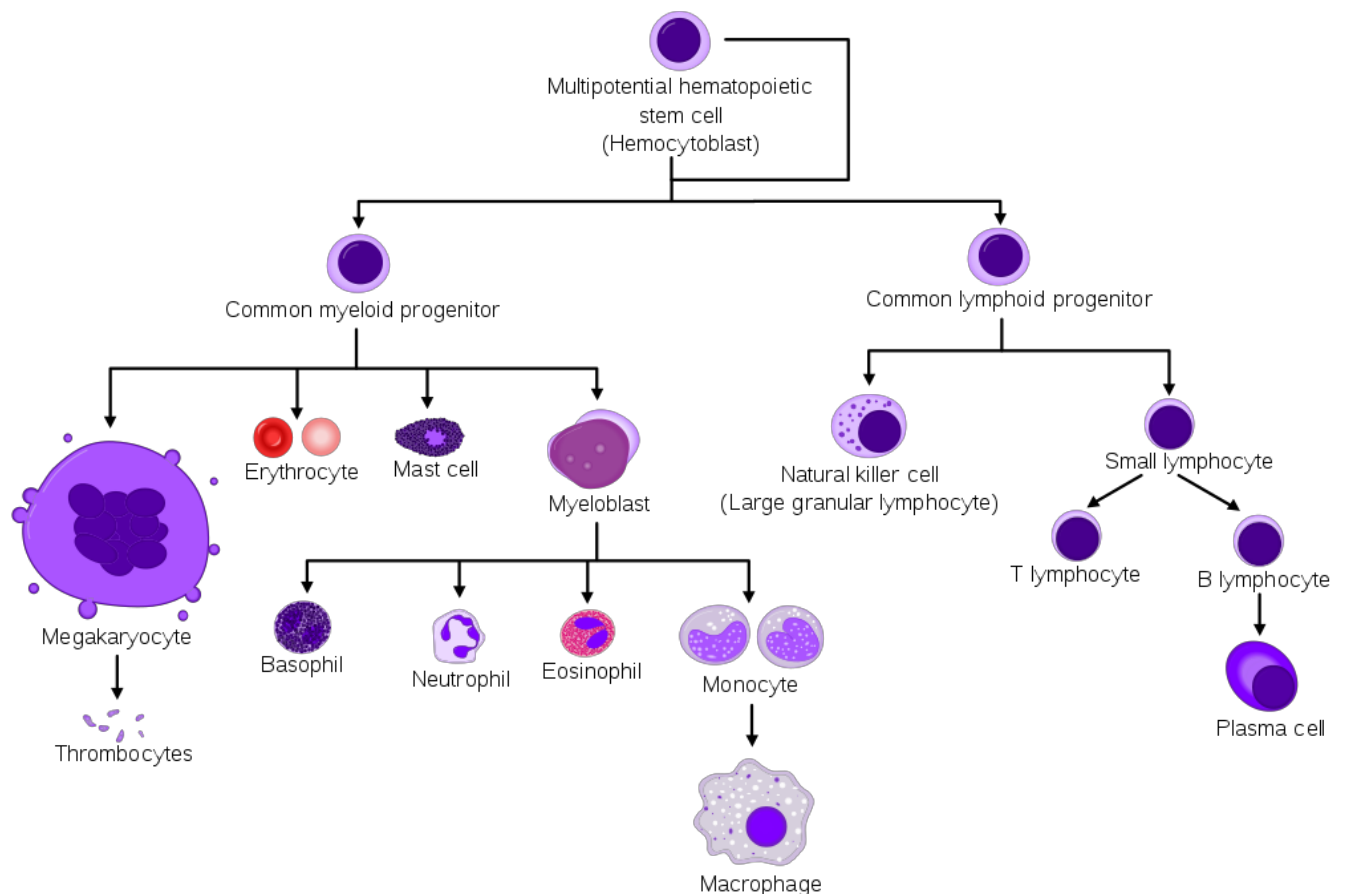 Multipotential hematopoietic
stem cell
(Hemocytoblast)
Common myeloid progenitor
Common lymphoid progenitor
Erythrocyte
Mast cell
Myeloblast
Natural killer cell
(Large granular lymphocyte)
Small lymphocyte
T lymphocyte
B lymphocyte
Megakaryocyte
Basophil
Neutrophil
Eosinophil
Monocyte
Plasma cell
Thrombocytes
Macrophage